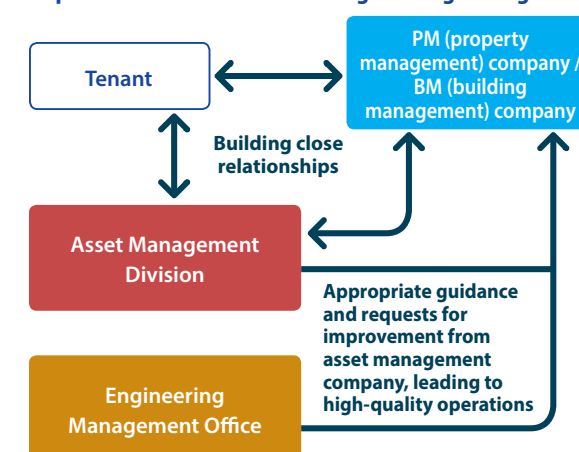 PM (property
management) company /
BM (building
management) company
Tenant
Building close
relationships
Asset Management
Division
Appropriate guidance
and requests for
improvement from
asset management
company, leading to
high-quality operations
Engineering
Management Office